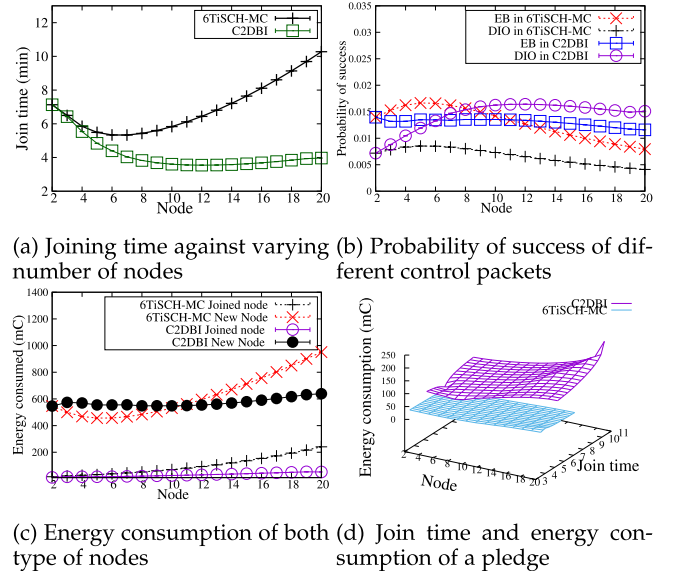 6TiSCH-MC
C2DBI
Join time (min)
12
10
8
6
4
2
2 4 6 8 10 12 14 16 18 20
Node
EB in 6TiSCH-MC
DIO in 6TiSCH-MC
EB in C2DBI
DIO in C2DBI
Probability of success
0.035
0.03
0.025
0.02
0.015
0.01
0.005
0
2 4 6 8 10 12 14 16 18 20
Node
(a) Joining time against varying
number of nodes
(b) Probability of success of dif-
ferent control packets
6TiSCH-MC Joined node
6TiSCH-MC New Node
C2DBI Joined node
C2DBI New Node
Energy consumed (mC)
1400
1200
1000
800
600
400
200
2 4 6 8 10 12 14 16 18 20
Node
C2DBI
6TiSCH-MC
Energy consumption (mC)
250
200
150
100
50
0
2 4 6 8 10 12 14 16 18 20
Node
3 4 5 6 7 8 9 10 11
Join time
(c) Energy consumption of both
type of nodes
(d) Join time and energy con-
sumption of a pledge